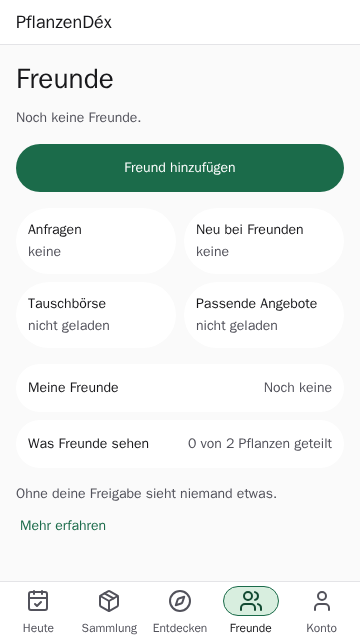 PflanzenDéx
Freunde
Noch keine Freunde.
Freund hinzufügen
Anfragen
keine
Neu bei Freunden
keine
Tauschbörse
nicht geladen
Passende Angebote
nicht geladen
Meine Freunde
Noch keine
Was Freunde sehen
0 von 2 Pflanzen geteilt
Ohne deine Freigabe sieht niemand etwas.
Mehr erfahren
Heute
Sammlung
Entdecken
Freunde
Konto